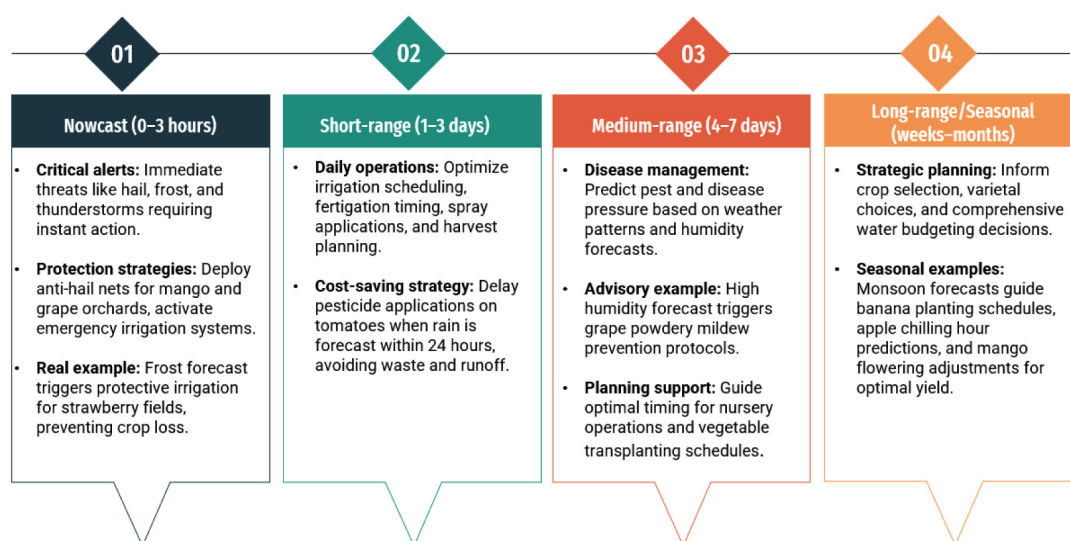 01
Nowcast (0–3 hours)
• Critical alerts: Immediate
threats like hail, frost, and
thunderstorms requiring
instant action.
• Protection strategies: Deploy
anti-hail nets for mango and
grape orchards, activate
emergency irrigation systems.
• Real example: Frost forecast
triggers protective irrigation
for strawberry fields,
preventing crop loss.
02
Short-range (1–3 days)
• Daily operations: Optimize
irrigation scheduling,
fertigation timing, spray
applications, and harvest
planning.
• Cost-saving strategy: Delay
pesticide applications on
tomatoes when rain is
forecast within 24 hours,
avoiding waste and runoff.
03
Medium-range (4–7 days)
• Disease management:
Predict pest and disease
pressure based on weather
patterns and humidity
forecasts.
• Advisory example: High
humidity forecast triggers
grape powdery mildew
prevention protocols.
• Planning support: Guide
optimal timing for nursery
operations and vegetable
transplanting schedules.
04
Long-range/Seasonal
(weeks–months)
• Strategic planning: Inform
crop selection, varietal
choices, and comprehensive
water budgeting decisions.
• Seasonal examples:
Monsoon forecasts guide
banana planting schedules,
apple chilling hour
predictions, and mango
flowering adjustments for
optimal yield.